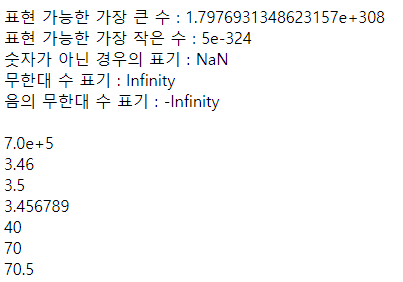 표현 가능한 가장 큰 수 : 1.7976931348623157e+308
표현 가능한 가장 작은 수 : 5e-324
숫자가 아닌 경우의 표기 : NaN
무한대 수 표기 : Infinity
음의 무한대 수 표기 : -Infinity
7.0e+5
3.46
3.5
3.456789
40
70
70.5